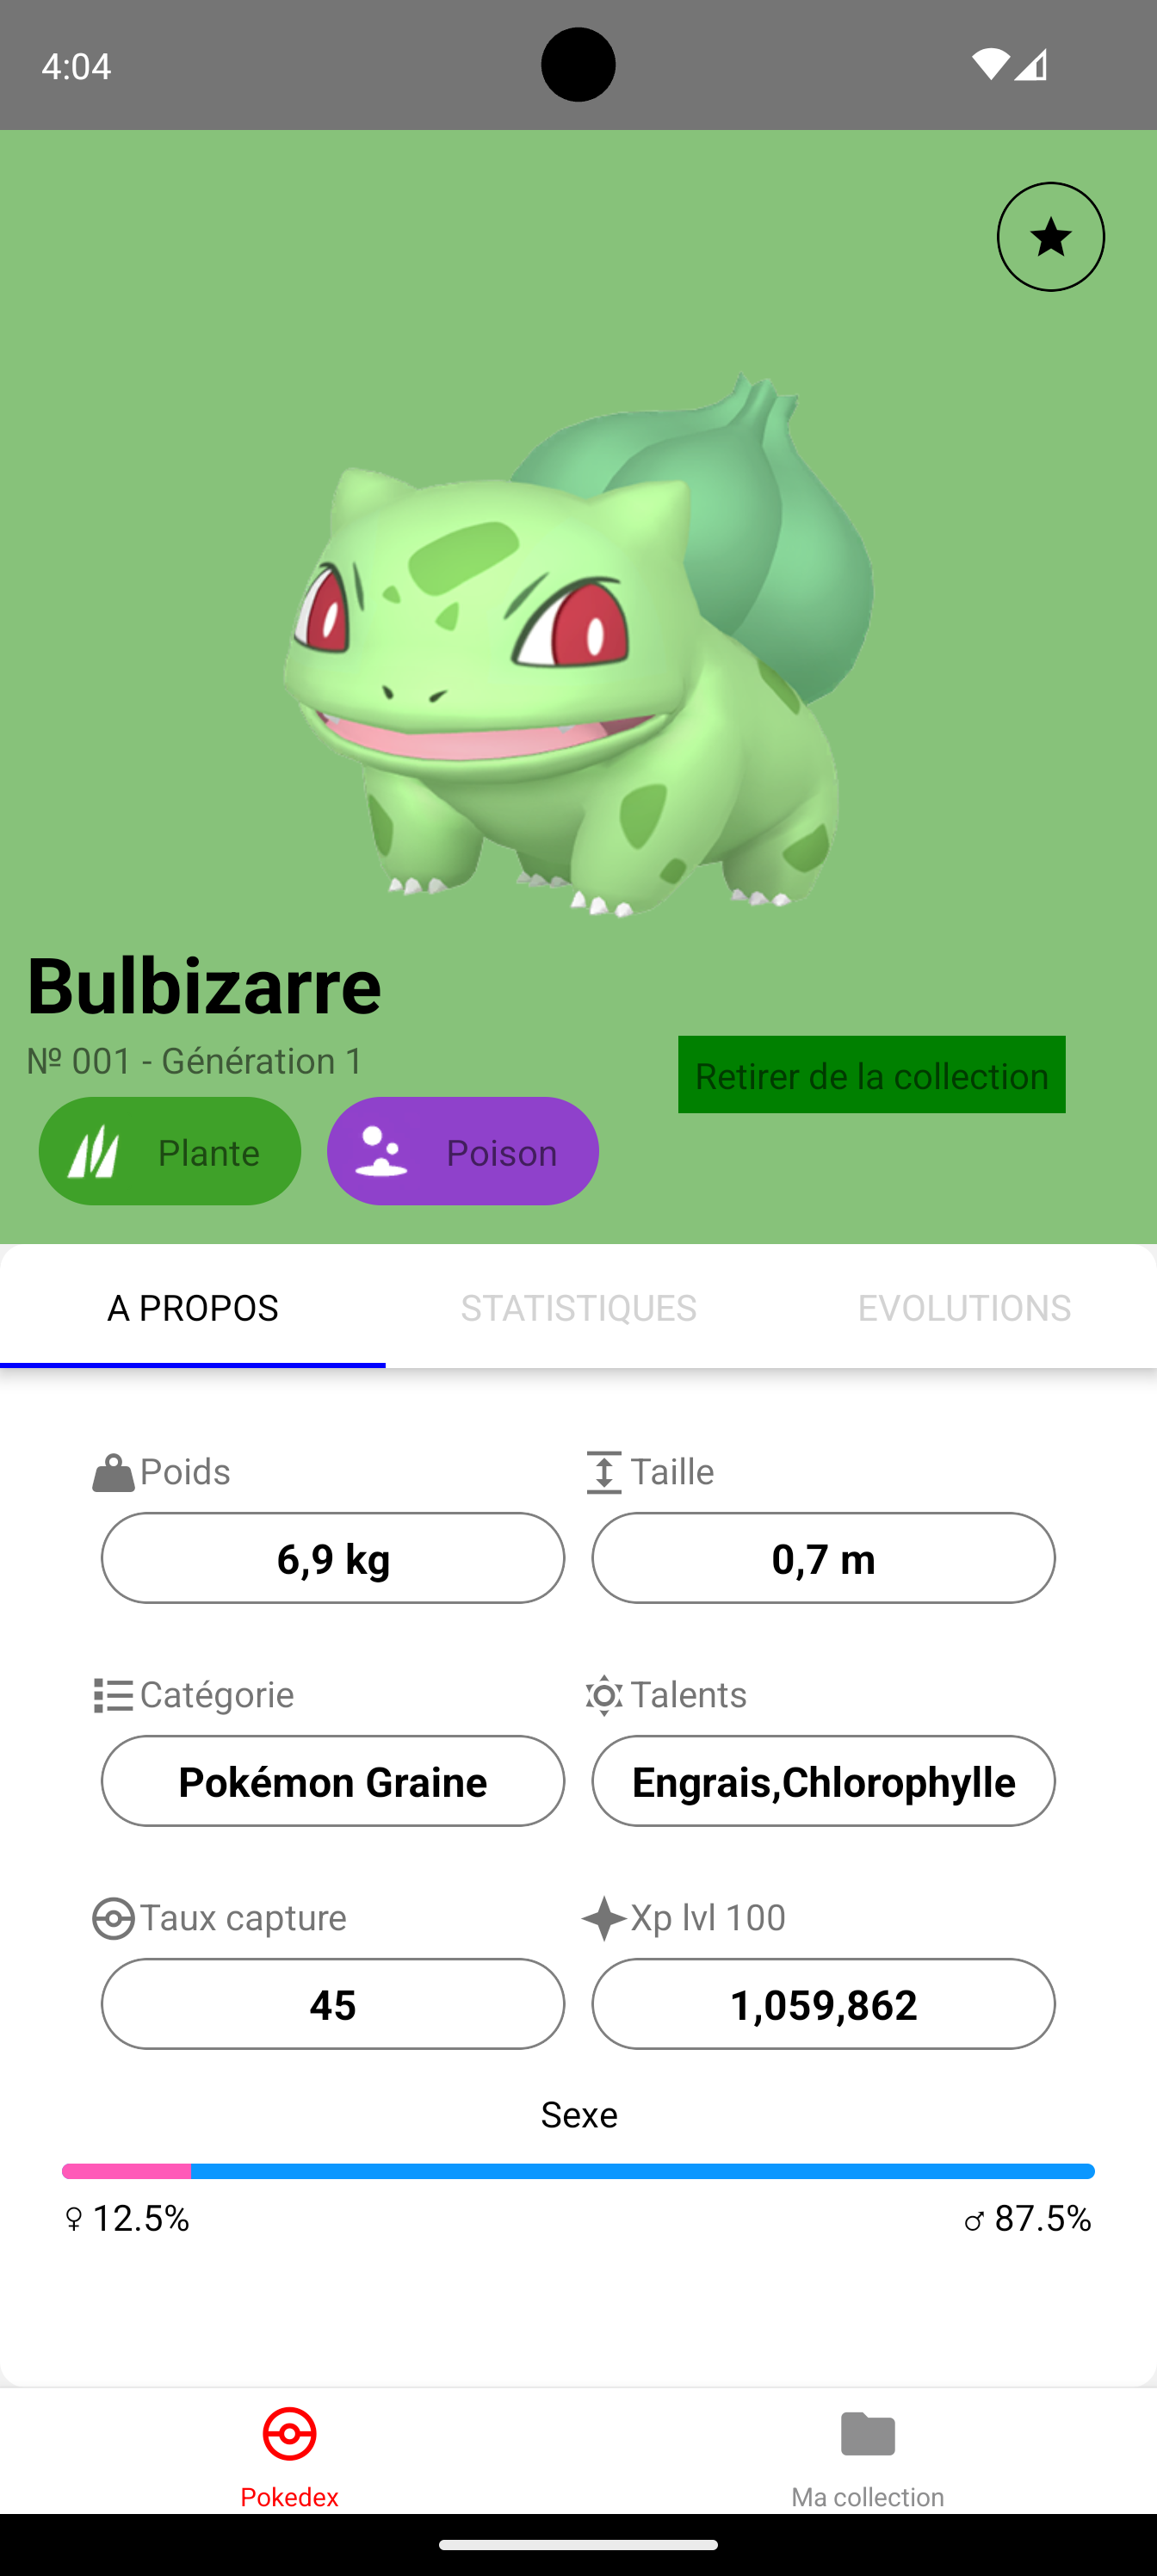 4:04
Bulbizarre
№ 001 - Génération 1
Retirer de la collection
Plante Poison
A PROPOS STATISTIQUES EVOLUTIONS
Poids Taille
6,9 kg 0,7 m
Catégorie Talents
Pokémon Graine Engrais,Chlorophylle
Taux capture Xp lvl 100
45 1,059,862
Sexe
♀ 12.5% ♂ 87.5%
Pokedex Ma collection